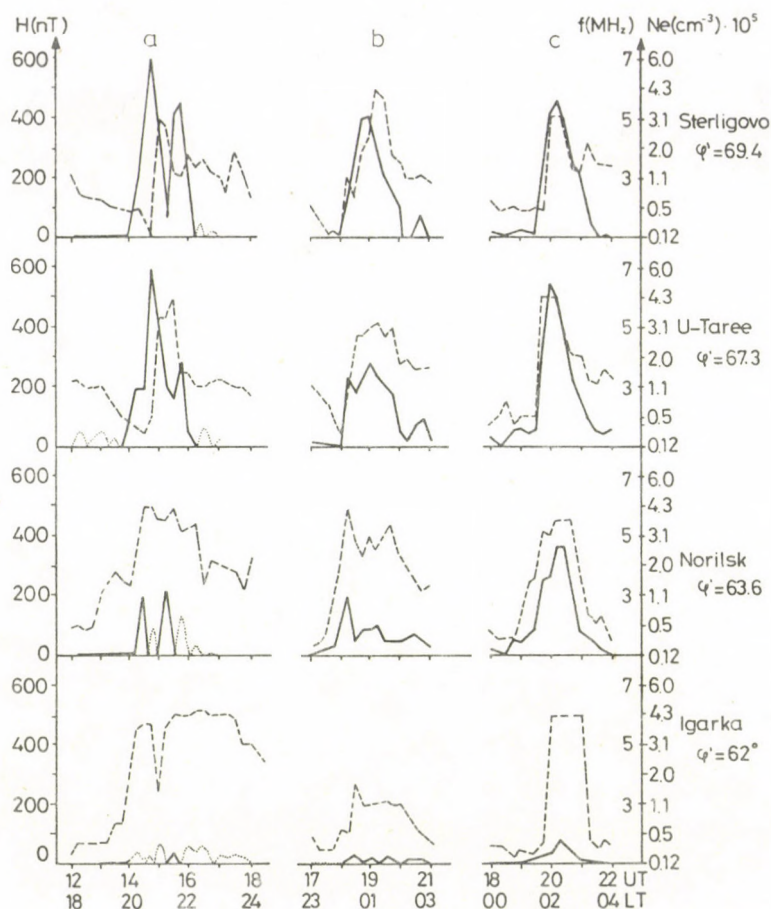 H(nT) a b c f(MHz) Ne(cm⁻³)·10⁵
600 7 6.0
4.3
400 5 3.1 Sterligovo
2.0 φ'=69.4
200 3 1.1
0.5
0 0.12
600 7 6.0
4.3
400 5 3.1 U-Taree
2.0 φ'=67.3
200 3 1.1
0.5
0 0.12
600 7 6.0
4.3
400 5 3.1
2.0 Norilsk
200 3 1.1 φ'=63.6
0.5
0 0.12
600 7 6.0
4.3 Igarka
400 5 3.1 φ'=62°
2.0
200 3 1.1
0.5
0 0.12
12 14 16 18 17 19 21 18 20 22 UT
18 20 22 24 23 01 03 00 02 04 LT